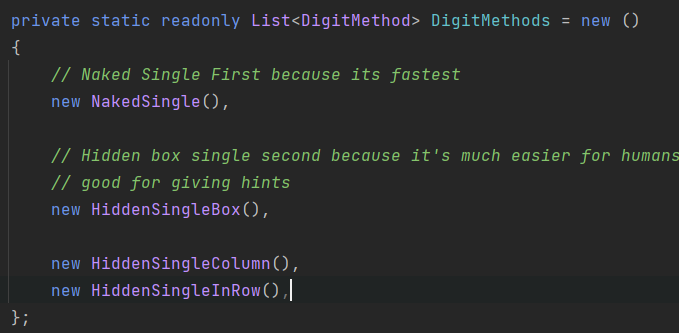 private static readonly List<DigitMethod> DigitMethods = new ()
{
// Naked Single First because its fastest
new NakedSingle(),
// Hidden box single second because it's much easier for humans
// good for giving hints
new HiddenSingleBox(),
new HiddenSingleColumn(),
new HiddenSingleInRow(),
};